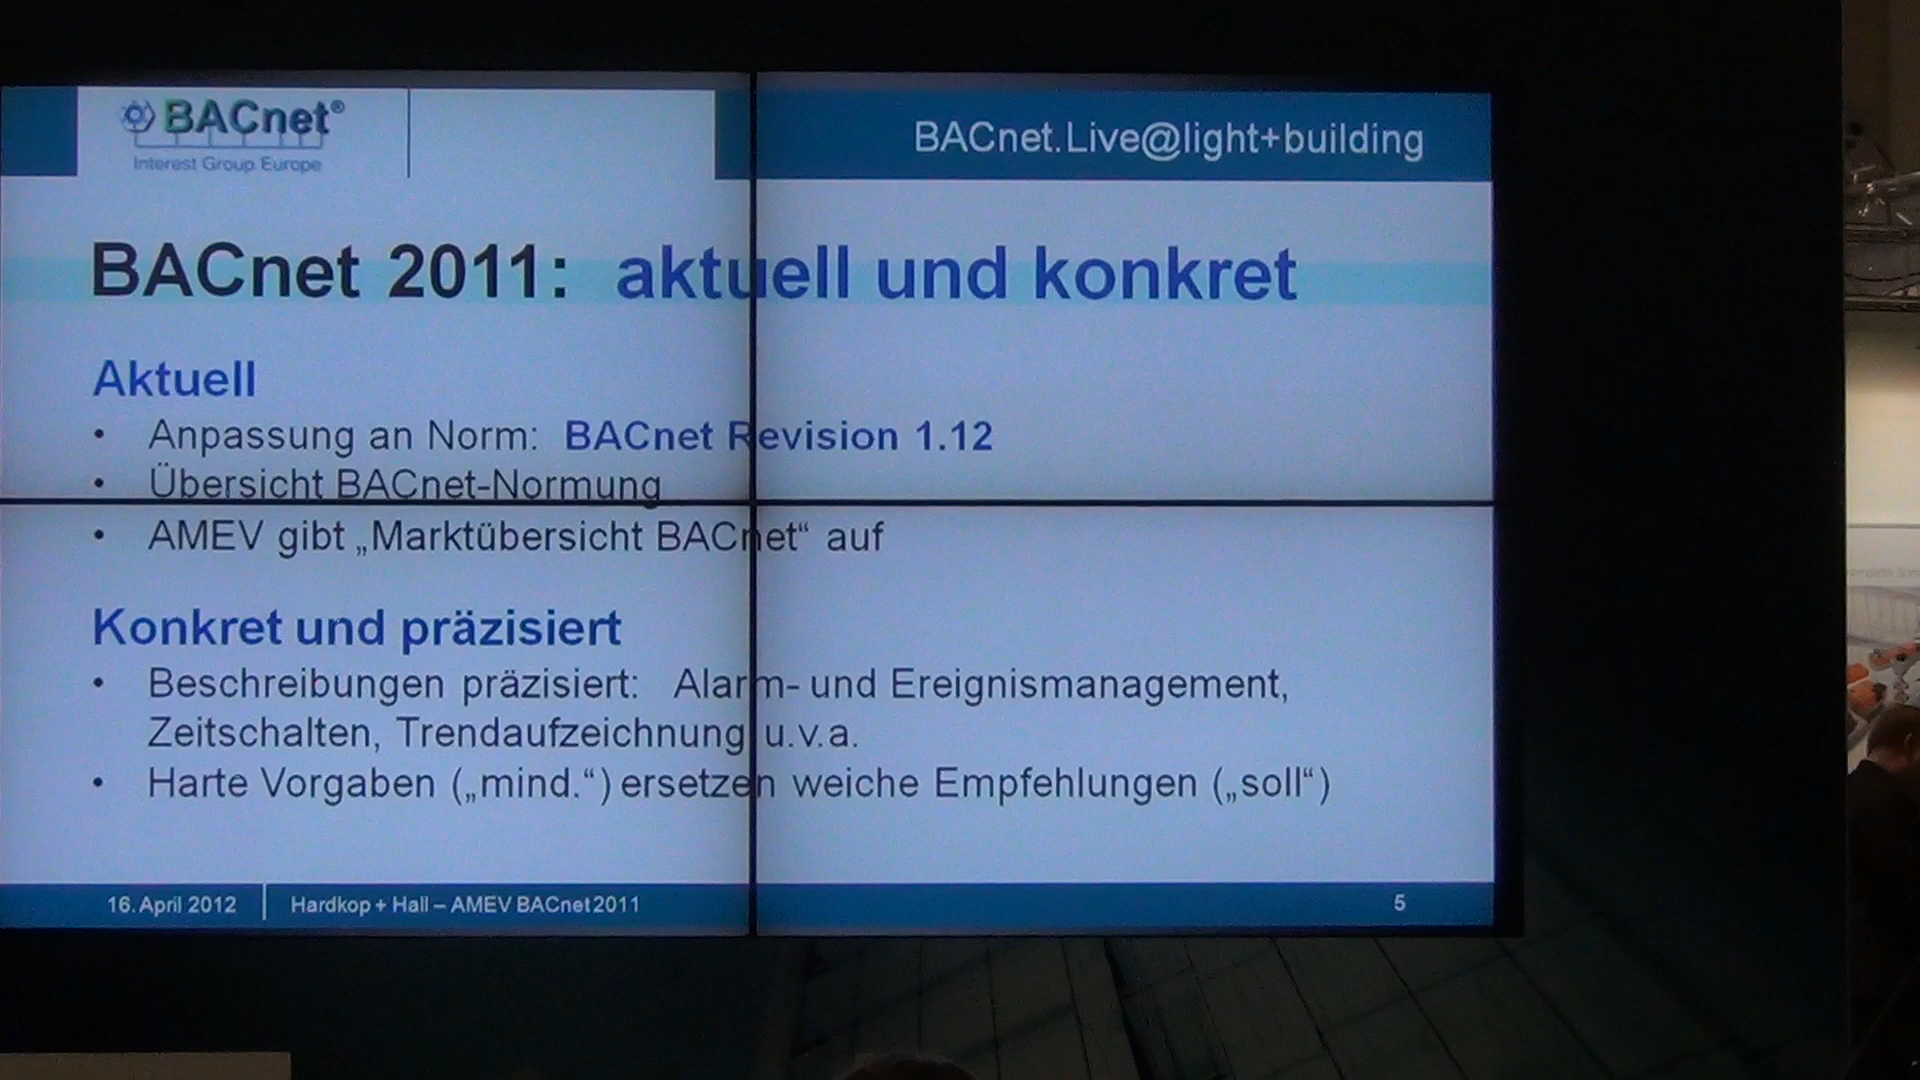 BACnet®
Interest Group Europe
BACnet.Live@light+building
BACnet 2011: aktuell und konkret
Aktuell
• Anpassung an Norm: BACnet Revision 1.12
• Übersicht BACnet-Normung
• AMEV gibt „Marktübersicht BACnet“ auf
Konkret und präzisiert
• Beschreibungen präzisiert: Alarm- und Ereignismanagement,
Zeitschalten, Trendaufzeichnung u.v.a.
• Harte Vorgaben („mind.“) ersetzen weiche Empfehlungen („soll“)
16. April 2012
Hardkop + Hall – AMEV BACnet2011
5